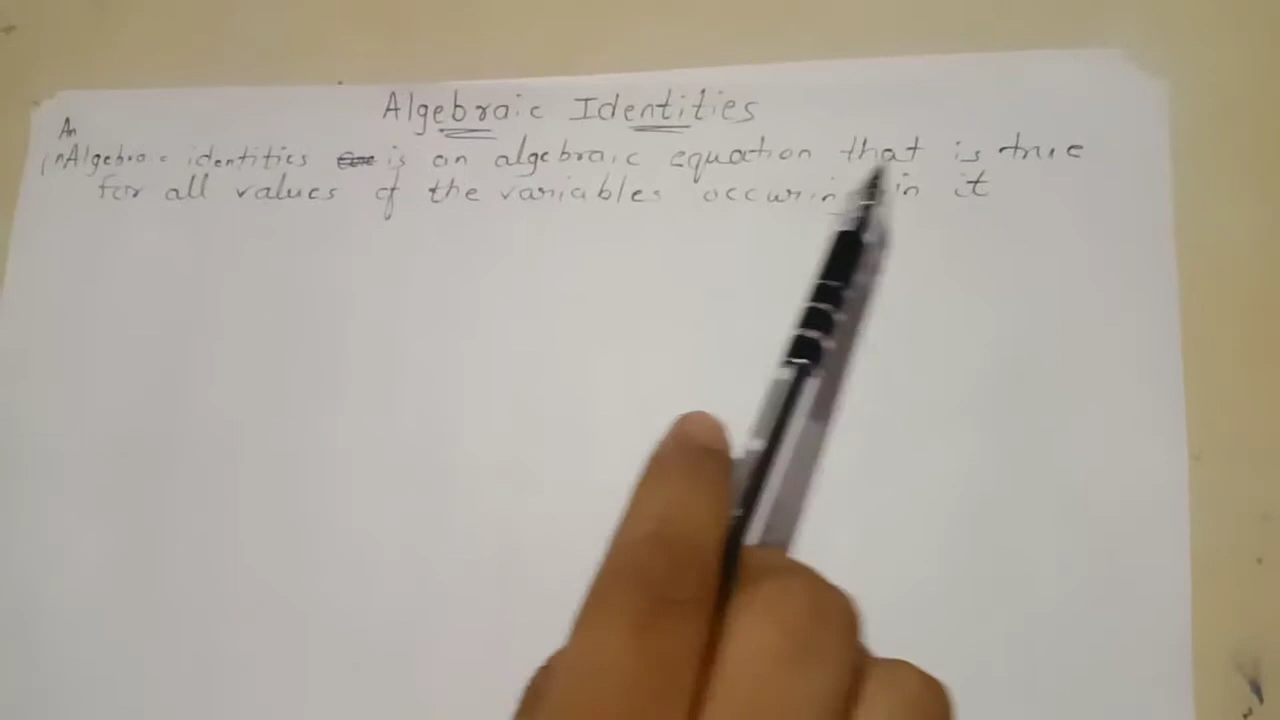 Algebraic Identities
An
Algebraic identities is an algebraic equation that is true
for all values of the variables occuring in it